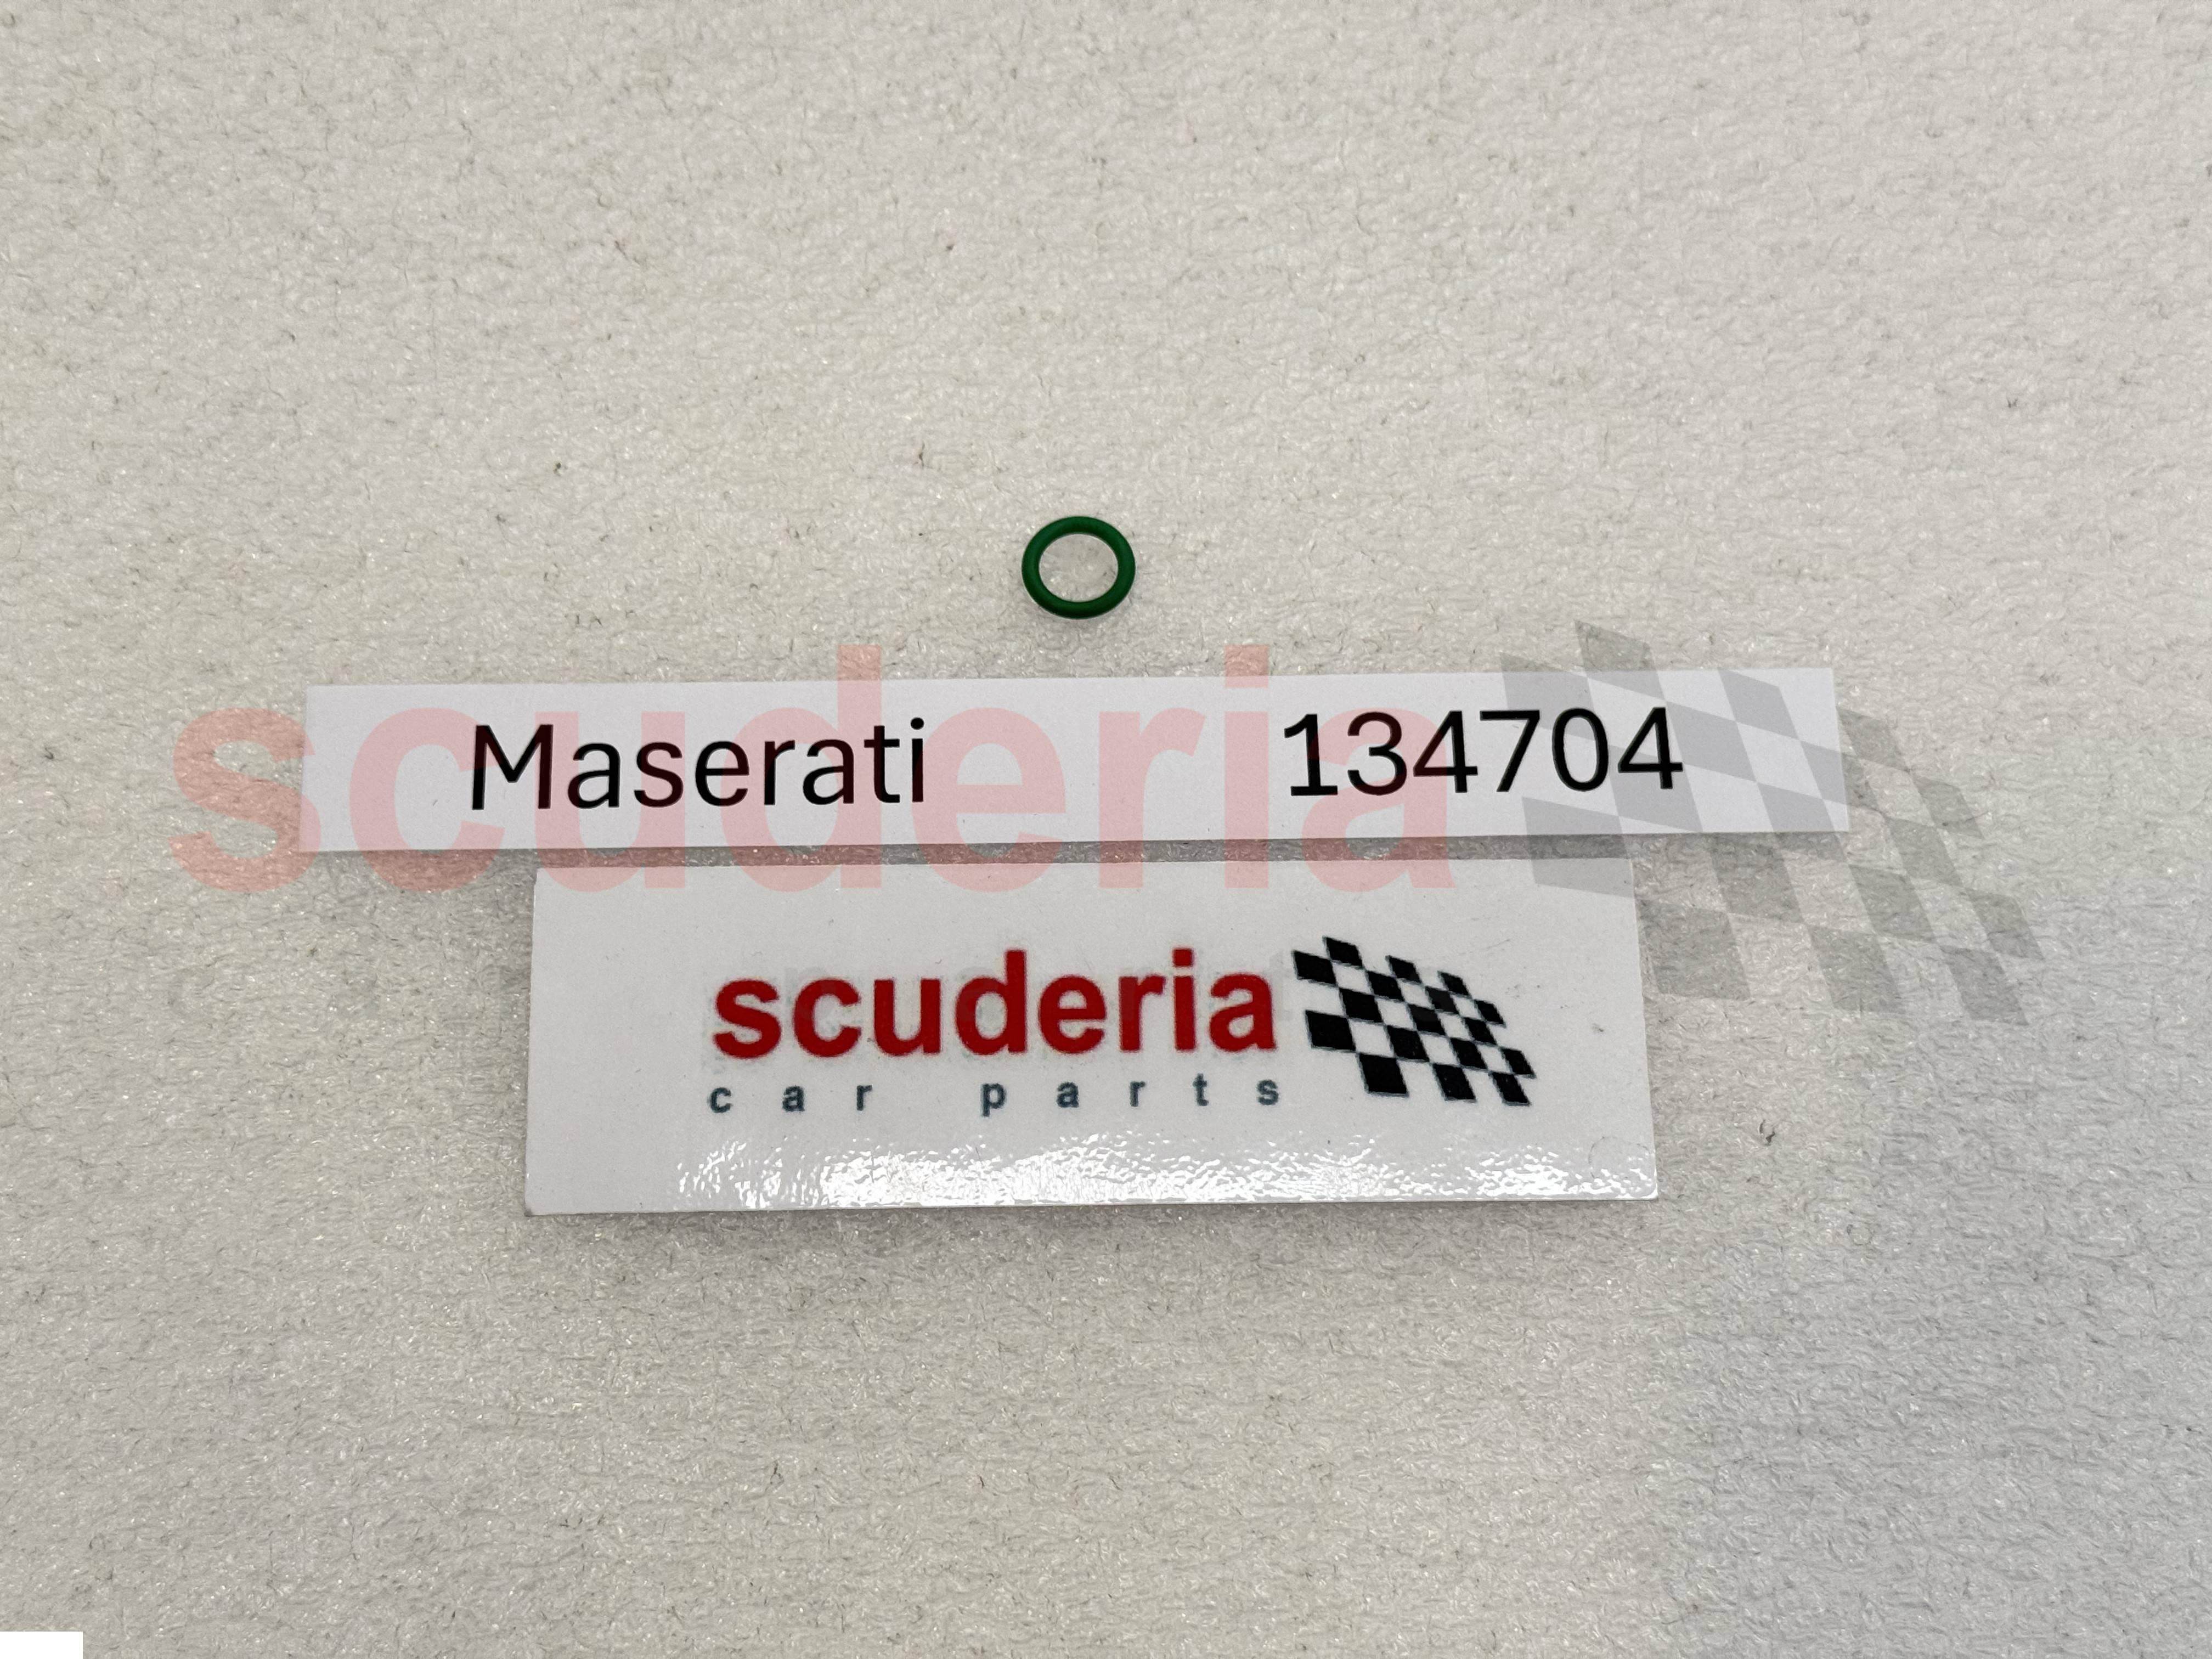 Maserati 134704
scuderia
scuderia
car parts